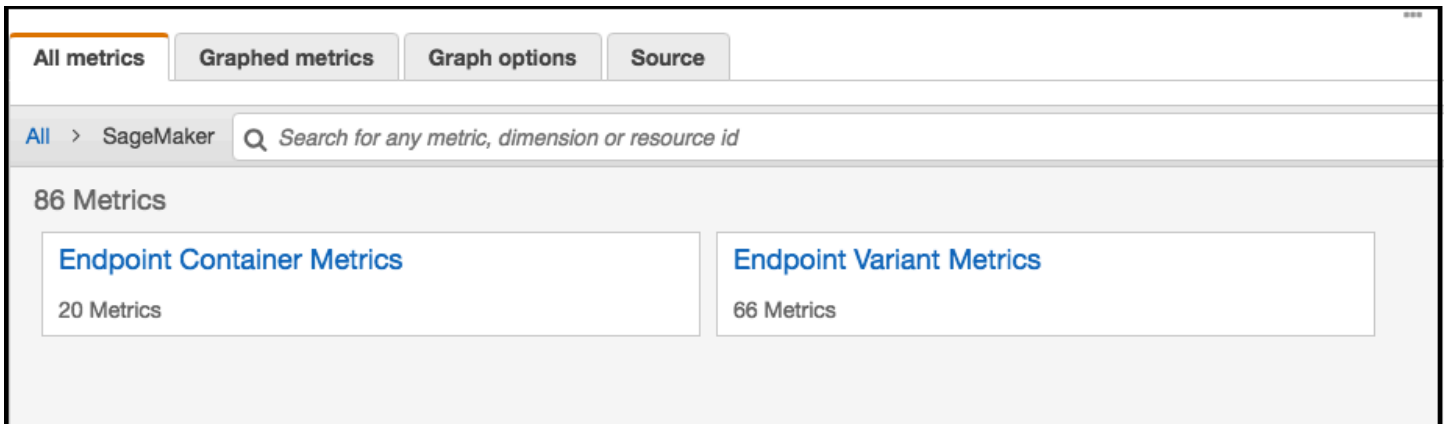 All metrics Graphed metrics Graph options Source
All > SageMaker Search for any metric, dimension or resource id
86 Metrics
Endpoint Container Metrics Endpoint Variant Metrics
20 Metrics 66 Metrics